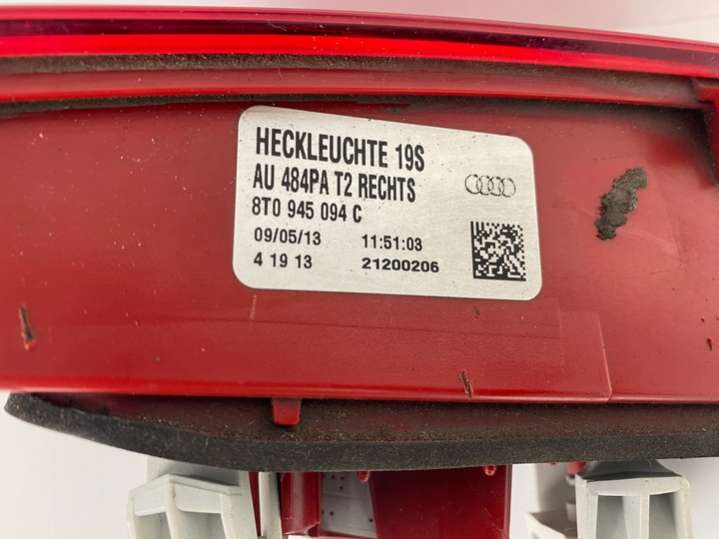 HECKLEUCHTE 19S
AU 484PA T2 RECHTS
8T0 945 094 C
09/05/13 11:51:03
4 19 13 21200206